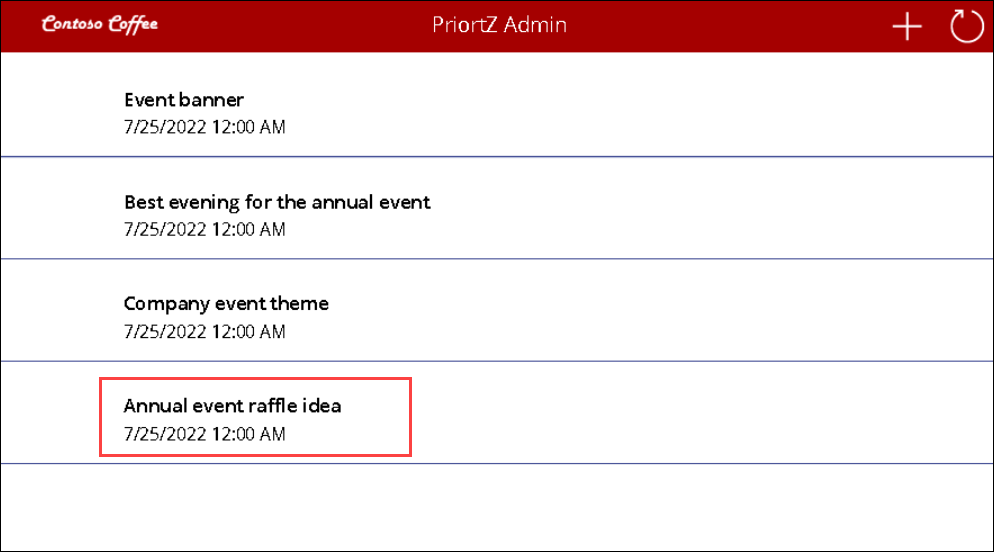 Contoso Coffee
PriortZ Admin
Event banner
7/25/2022 12:00 AM
Best evening for the annual event
7/25/2022 12:00 AM
Company event theme
7/25/2022 12:00 AM
Annual event raffle idea
7/25/2022 12:00 AM